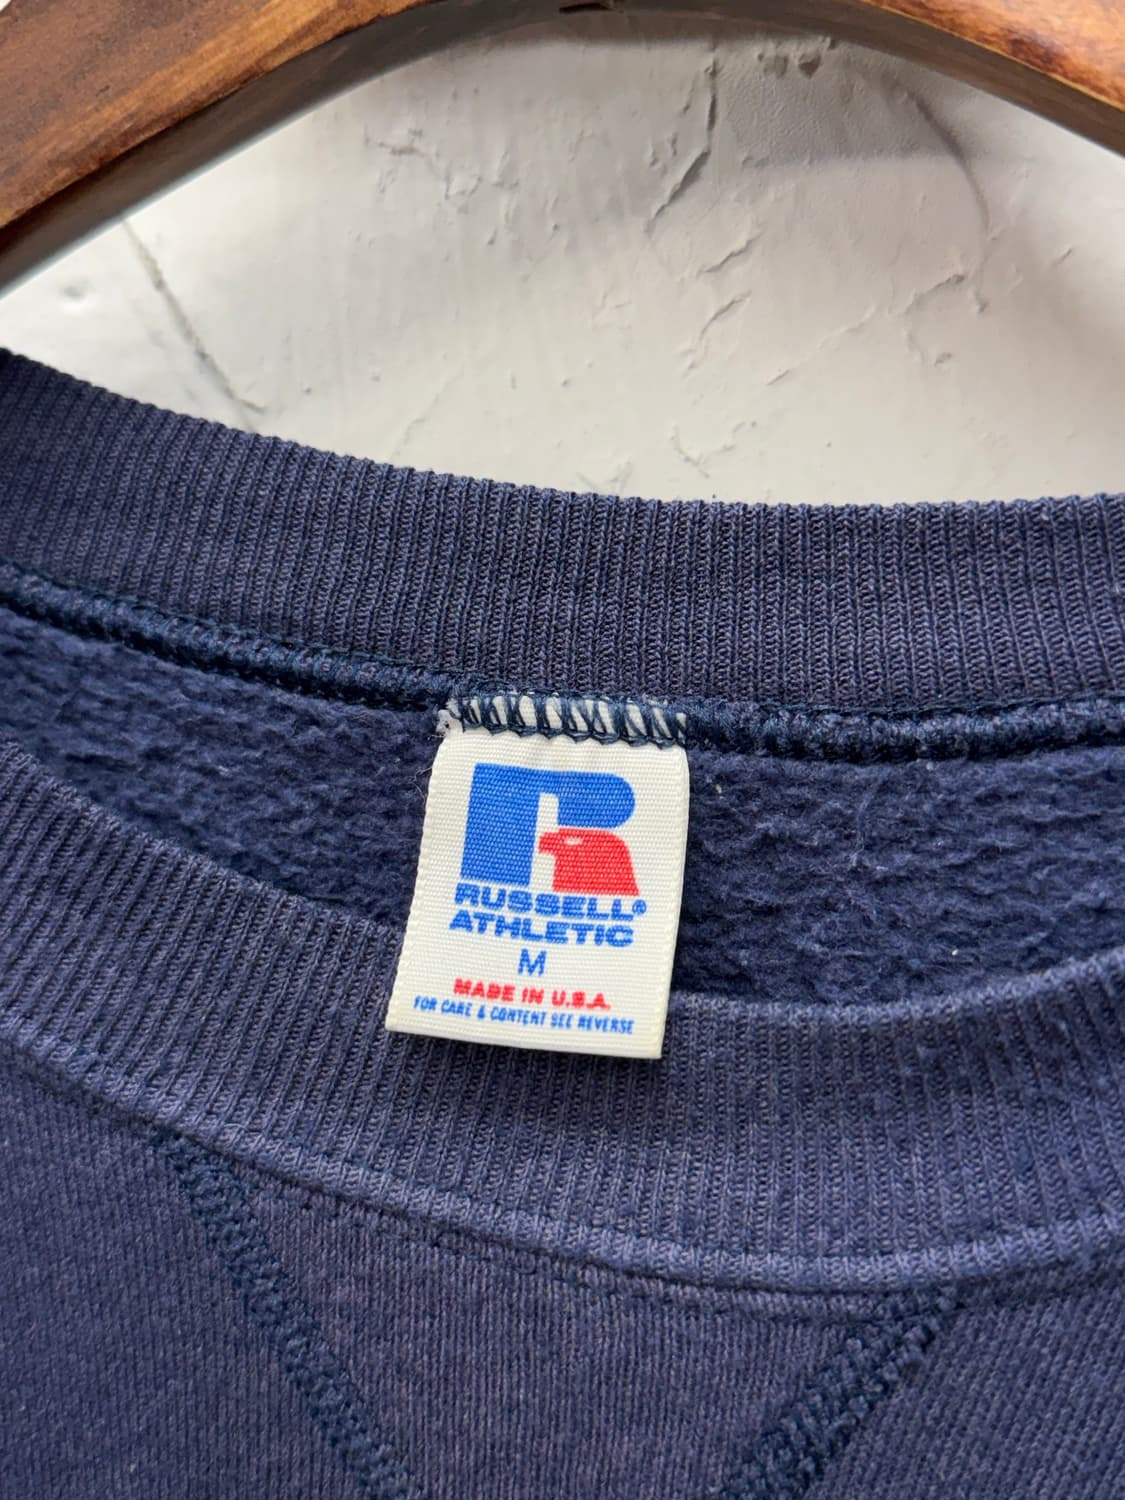 R
RUSSELL®
ATHLETIC
M
MADE IN U.S.A.
FOR CARE & CONTENT SEE REVERSE